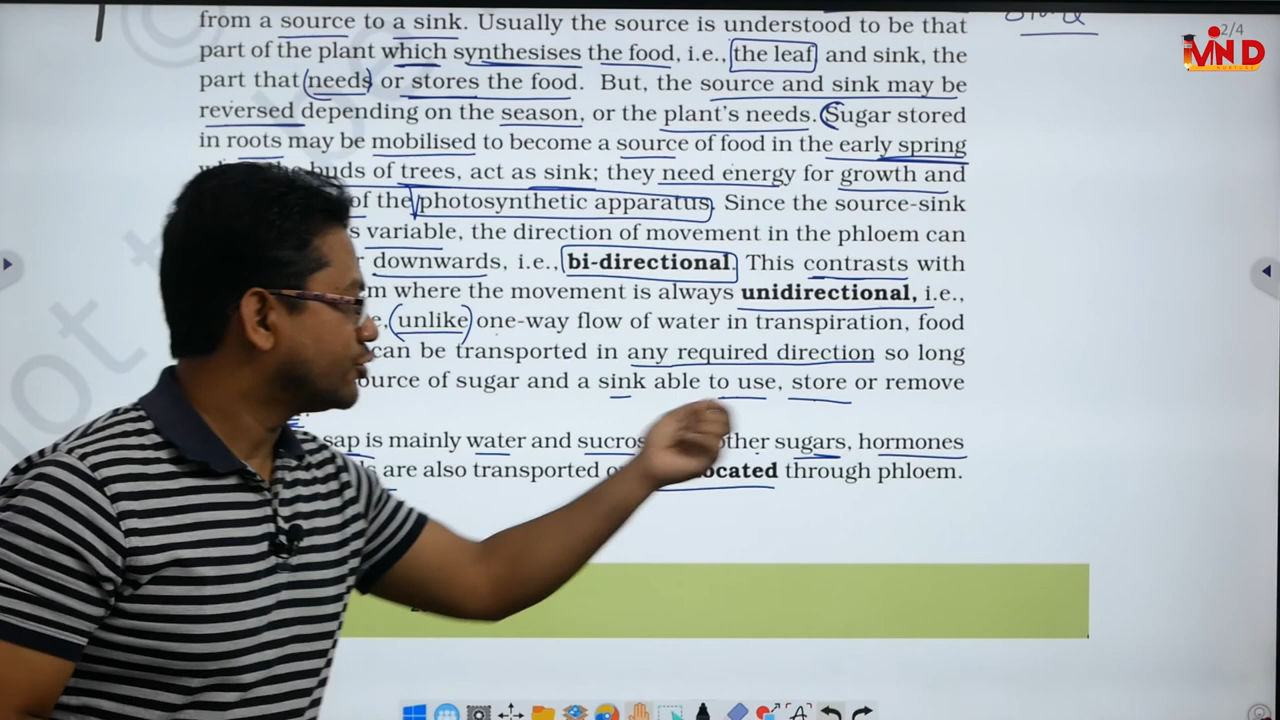 from a source to a sink. Usually the source is understood to be that
part of the plant which synthesises the food, i.e., the leaf and sink, the
part that needs or stores the food. But, the source and sink may be
reversed depending on the season, or the plant's needs. Sugar stored
in roots may be mobilised to become a source of food in the early spring
buds of trees, act as sink; they need energy for growth and
of the photosynthetic apparatus. Since the source-sink
variable, the direction of movement in the phloem can
downwards, i.e., bi-directional. This contrasts with
where the movement is always unidirectional, i.e.,
unlike one-way flow of water in transpiration, food
can be transported in any required direction so long
of sugar and a sink able to use, store or remove
sap is mainly water and other sugars, hormones
are also transported through phloem.
2/4
MND